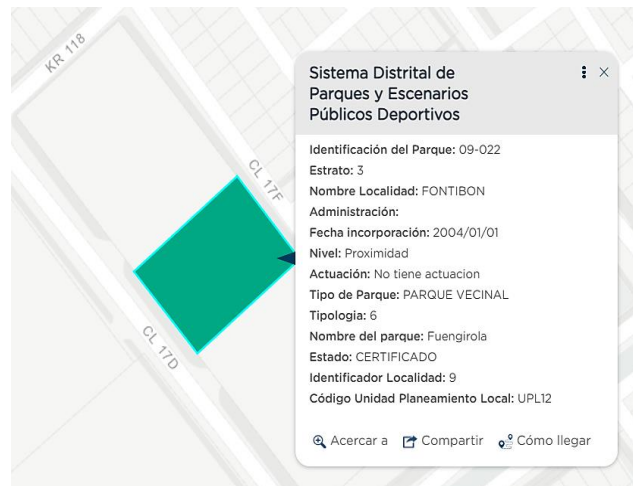 KR 118
CL 17F
CL 17D
Sistema Distrital de
Parques y Escenarios
Públicos Deportivos
Identificación del Parque: 09-022
Estrato: 3
Nombre Localidad: FONTIBON
Administración:
Fecha incorporación: 2004/01/01
Nivel: Proximidad
Actuación: No tiene actuacion
Tipo de Parque: PARQUE VECINAL
Tipologia: 6
Nombre del parque: Fuengirola
Estado: CERTIFICADO
Identificador Localidad: 9
Código Unidad Planeamiento Local: UPL12
Acercar a Compartir Cómo llegar